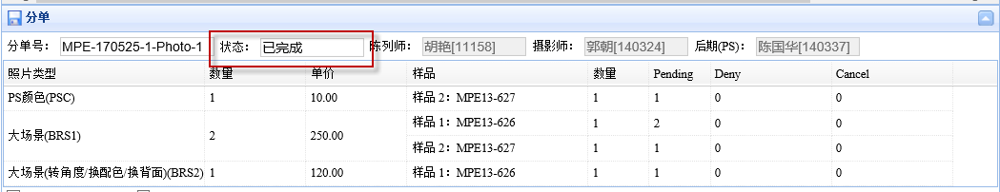 分单
分单号： MPE-170525-1-Photo-1 状态： 已完成 陈列师： 胡艳[11158] 摄影师： 郭朝[140324] 后期(PS)： 陈国华[140337]
照片类型 数量 单价 样品 数量 Pending Deny Cancel
PS颜色(PSC) 1 10.00 样品 2：MPE13-627 1 1 0 0
大场景(BRS1) 2 250.00 样品 1：MPE13-626 1 2 0 0
样品 2：MPE13-627 1 1 0 0
大场景(转角度/换配色/换背面)(BRS2) 1 120.00 样品 1：MPE13-626 1 1 0 0